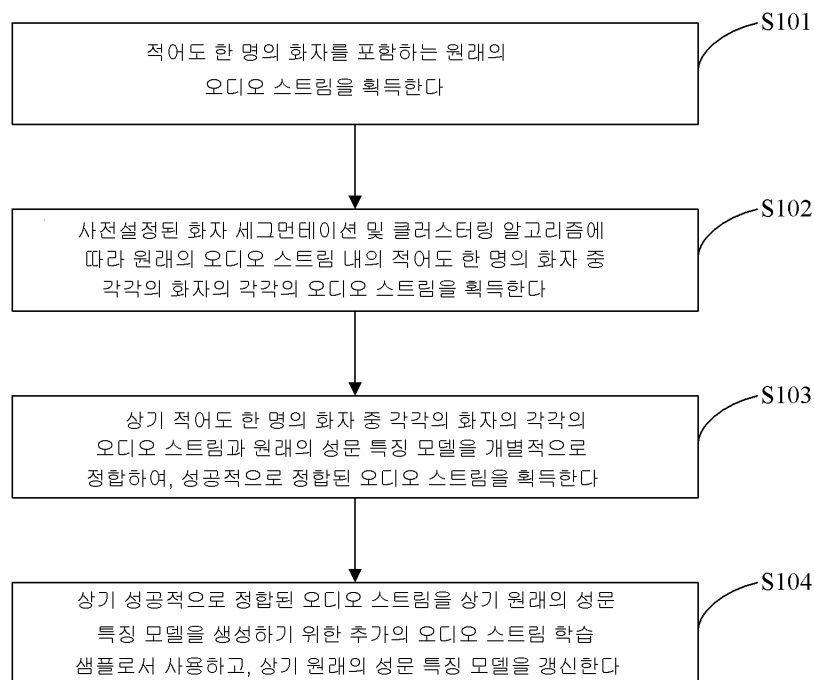 적어도 한 명의 화자를 포함하는 원래의
오디오 스트림을 획득한다
S101
사전설정된 화자 세그먼테이션 및 클러스터링 알고리즘에
따라 원래의 오디오 스트림 내의 적어도 한 명의 화자 중
각각의 화자의 각각의 오디오 스트림을 획득한다
S102
상기 적어도 한 명의 화자 중 각각의 화자의 각각의
오디오 스트림과 원래의 성문 특징 모델을 개별적으로
정합하여, 성공적으로 정합된 오디오 스트림을 획득한다
S103
상기 성공적으로 정합된 오디오 스트림을 상기 원래의 성문
특징 모델을 생성하기 위한 추가의 오디오 스트림 학습
샘플로서 사용하고, 상기 원래의 성문 특징 모델을 갱신한다
S104